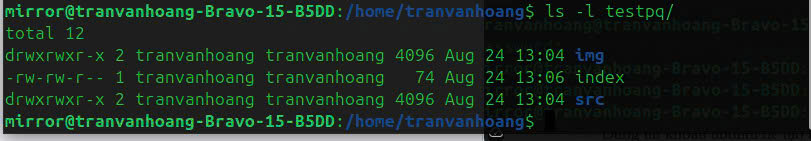 mirror@tranvanhoang-Bravo-15-B5DD:/home/tranvanhoang$ ls -l testpq/
total 12
drwxrwxr-x 2 tranvanhoang tranvanhoang 4096 Aug 24 13:04 img
-rw-rw-r-- 1 tranvanhoang tranvanhoang   74 Aug 24 13:06 index
drwxrwxr-x 2 tranvanhoang tranvanhoang 4096 Aug 24 13:04 src
mirror@tranvanhoang-Bravo-15-B5DD:/home/tranvanhoang$